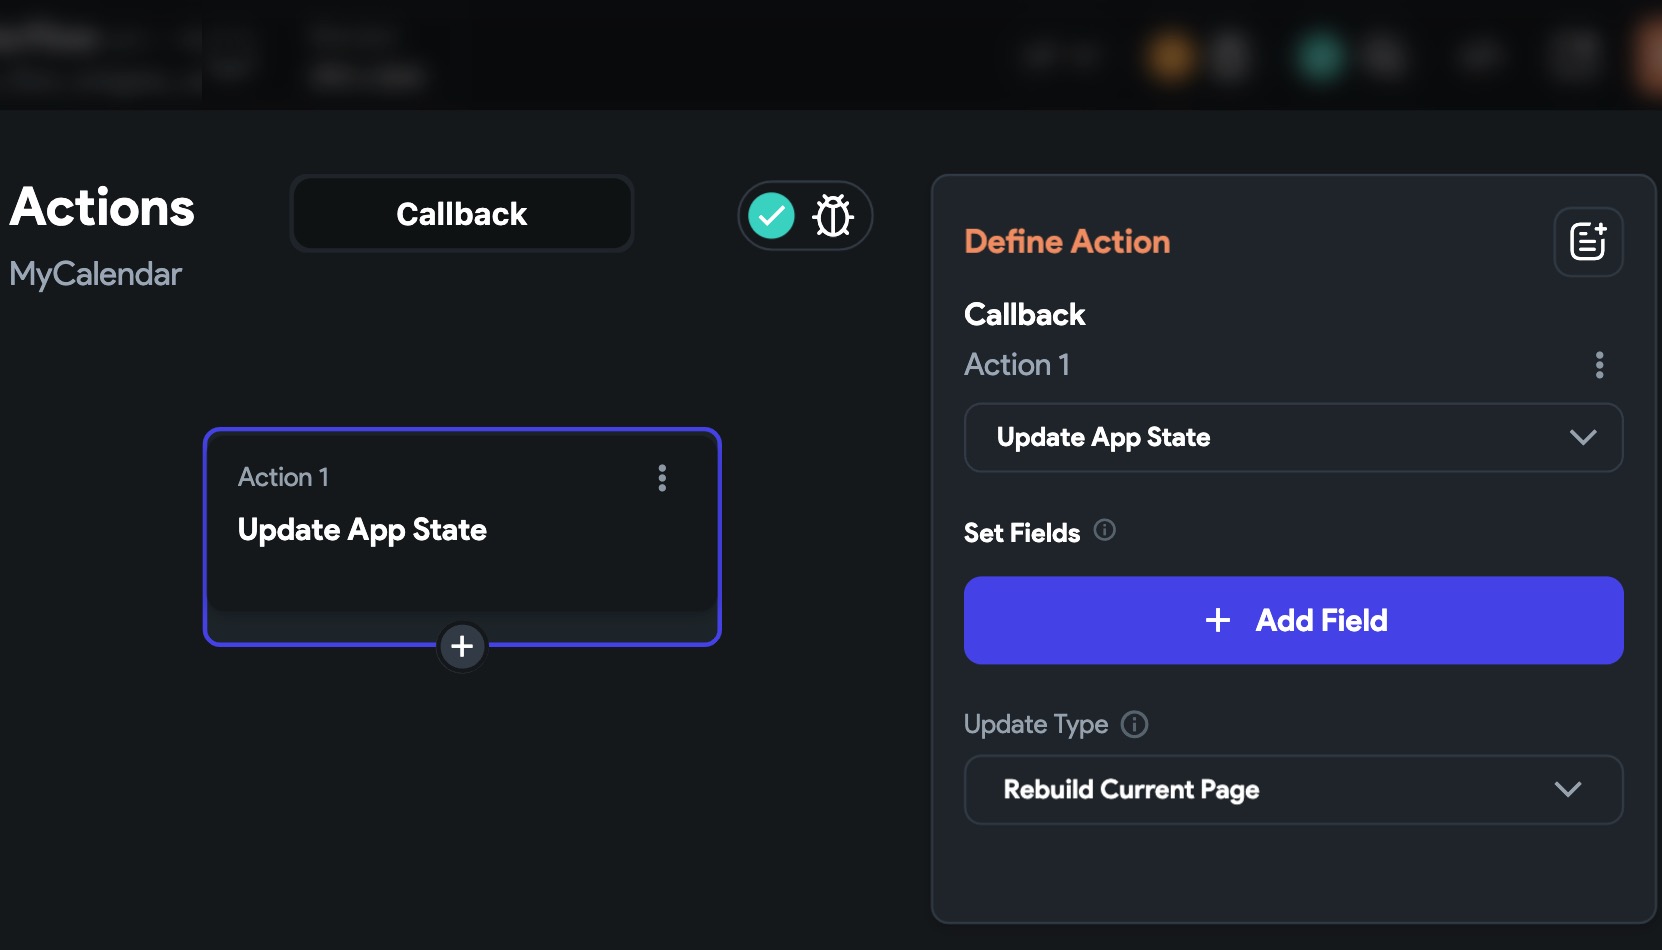 Actions
MyCalendar
Callback
Action 1
Update App State
Define Action
Callback
Action 1
Update App State
Set Fields
Add Field
Update Type
Rebuild Current Page